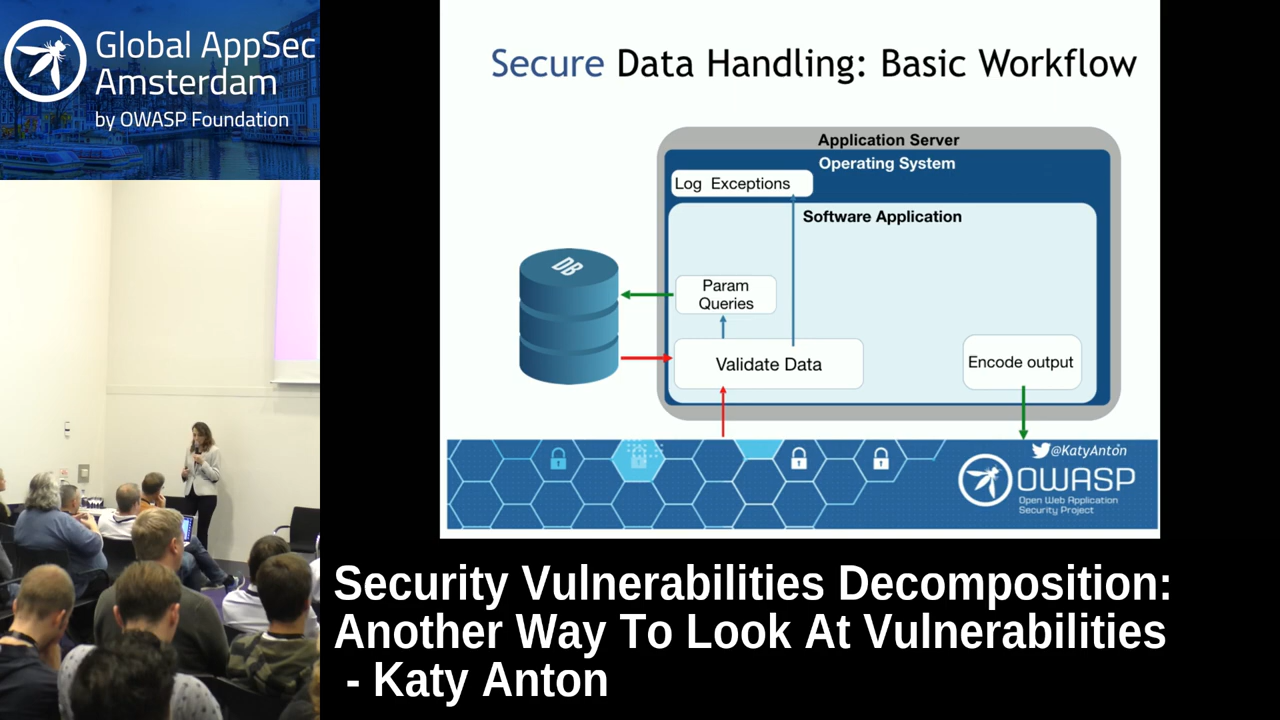 Global AppSec
Amsterdam
by OWASP Foundation
Secure Data Handling: Basic Workflow
Application Server
Operating System
Log Exceptions
Software Application
DB
Param
Queries
Validate Data
Encode output
@KatyAnton
OWASP
Open Web Application
Security Project
Security Vulnerabilities Decomposition:
Another Way To Look At Vulnerabilities
- Katy Anton